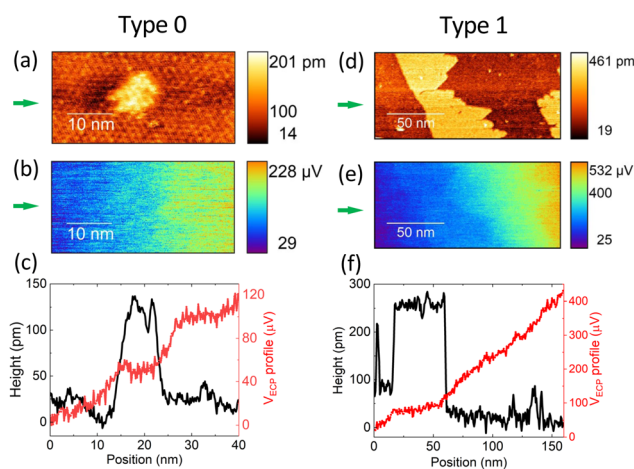 Type 0
Type 1
(a)
201 pm
100
14
10 nm
(d)
461 pm
19
50 nm
(b)
228 µV
29
10 nm
(e)
532 µV
400
25
50 nm
(c)
150
100
50
0
Height (pm)
0 10 20 30 40
Position (nm)
120
80
40
0
VECP profile (µV)
(f)
300
200
100
0
Height (pm)
0 50 100 150
Position (nm)
400
300
200
100
0
VECP profile (µV)